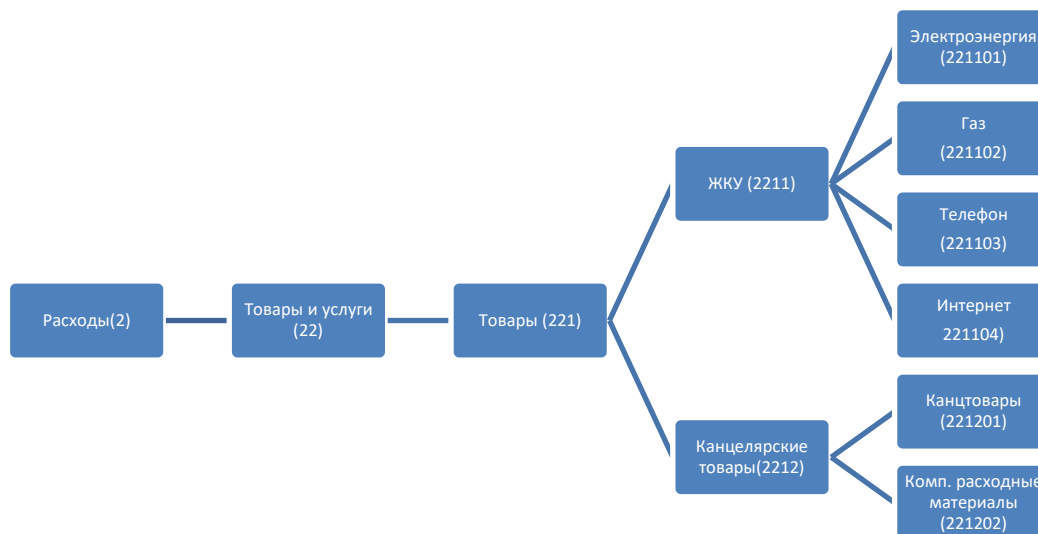 Расходы(2)
Товары и услуги
(22)
Товары (221)
ЖКУ (2211)
Электроэнергия
(221101)
Газ
(221102)
Телефон
(221103)
Интернет
221104)
Канцелярские
товары(2212)
Канцтовары
(221201)
Комп. расходные
материалы
(221202)